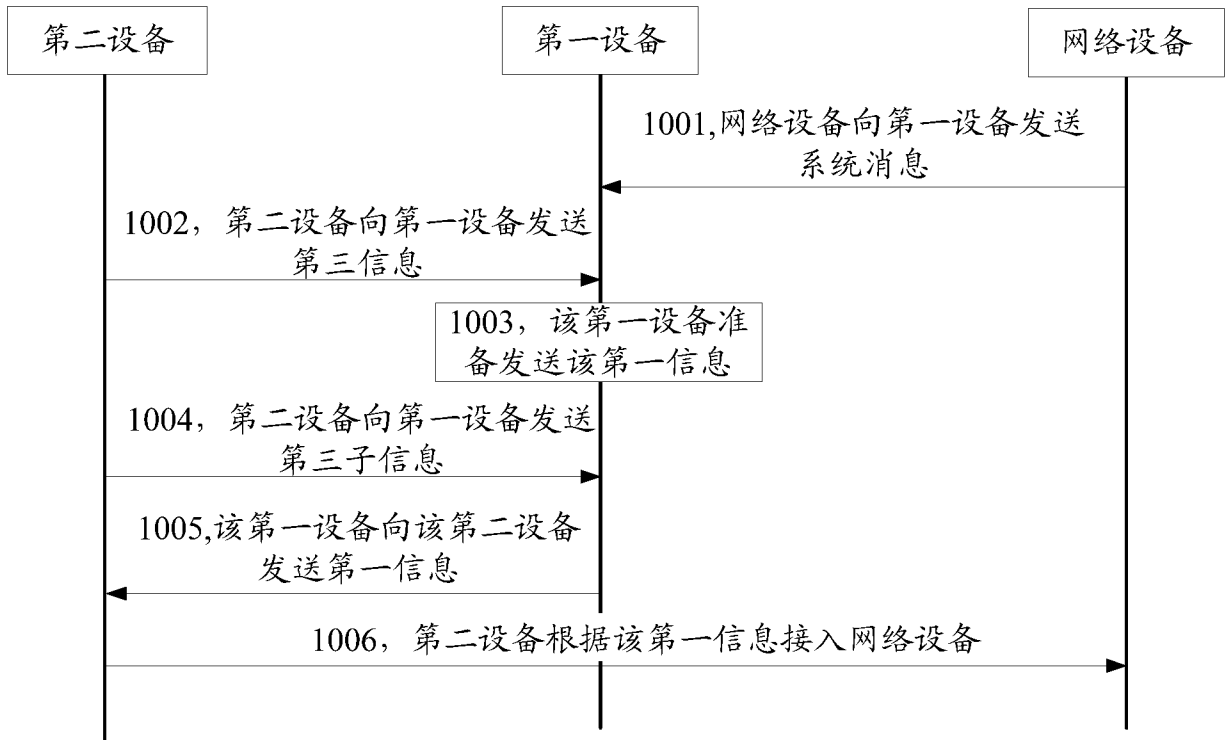 第二设备
第一设备
网络设备
1001,网络设备向第一设备发送
系统消息
1002，第二设备向第一设备发送
第三信息
1003，该第一设备准
备发送该第一信息
1004，第二设备向第一设备发送
第三子信息
1005,该第一设备向该第二设备
发送第一信息
1006，第二设备根据该第一信息接入网络设备